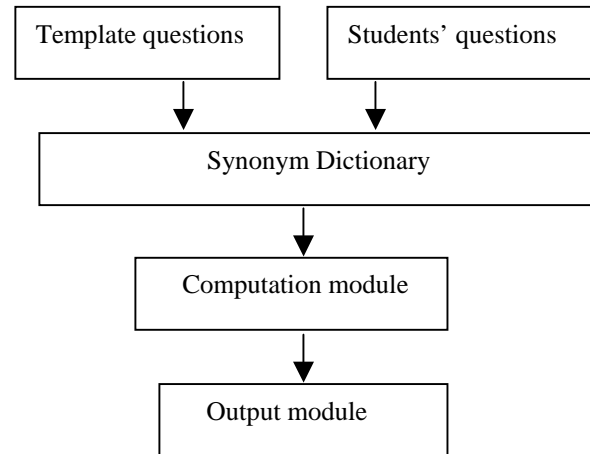 Template questions
Students’ questions
Synonym Dictionary
Computation module
Output module